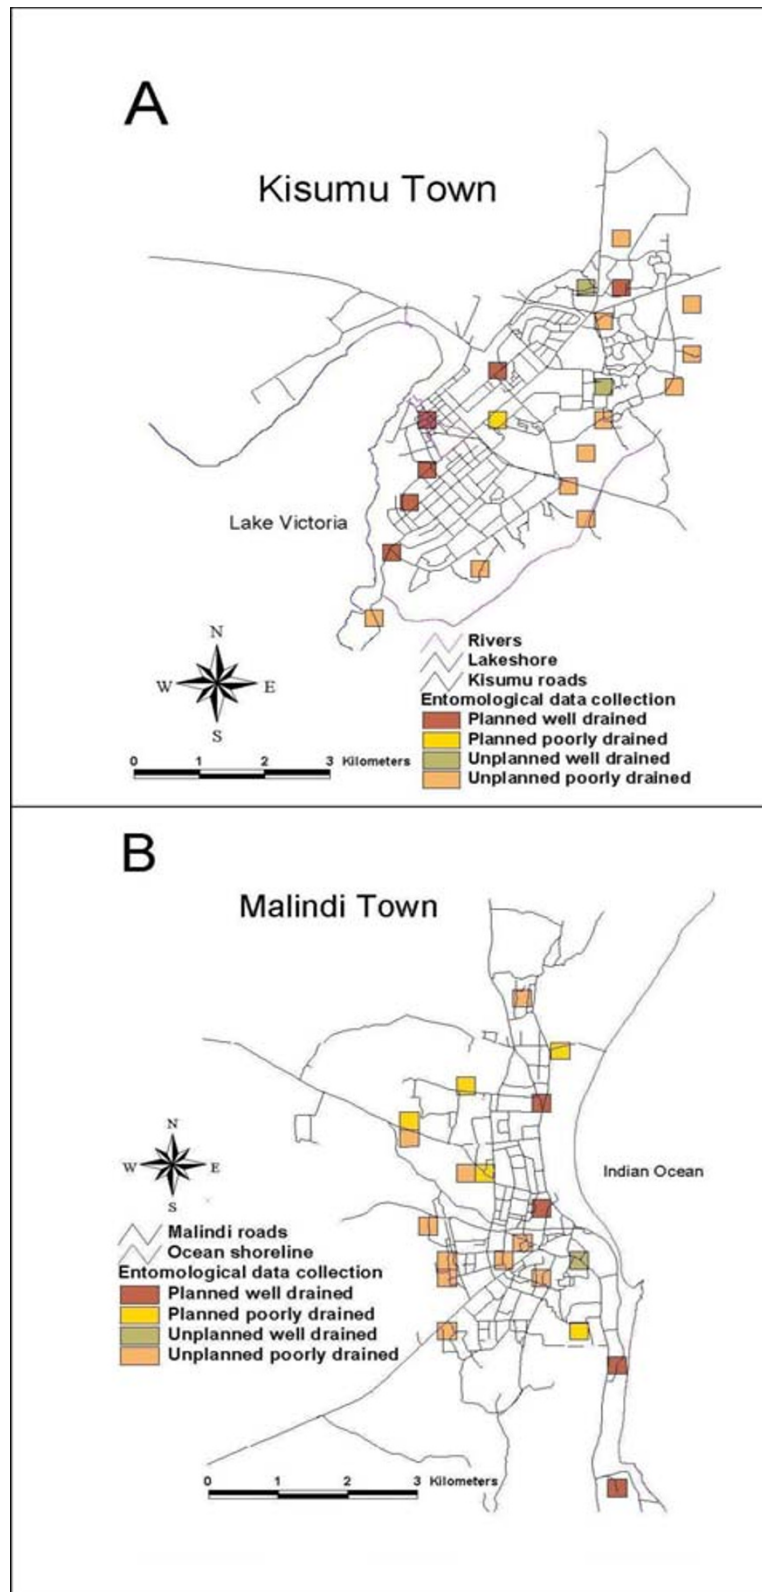 A
Kisumu Town
Lake Victoria
N
W
E
S
Rivers
Lakeshore
Kisumu roads
Entomological data collection
Planned well drained
Planned poorly drained
Unplanned well drained
Unplanned poorly drained
0 1 2 3 Kilometers
B
Malindi Town
Indian Ocean
N
W
E
S
Malindi roads
Ocean shoreline
Entomological data collection
Planned well drained
Planned poorly drained
Unplanned well drained
Unplanned poorly drained
0 1 2 3 Kilometers